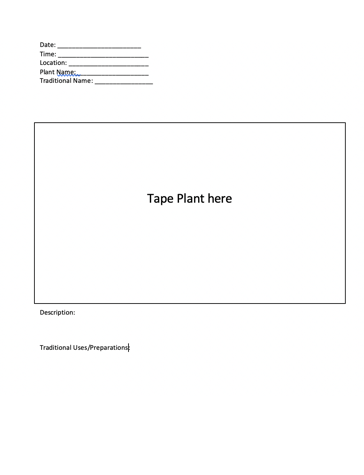 Date: ______________________
Time: ________________________
Location: _____________________
Plant Name: ___________________
Traditional Name: _______________
Tape Plant here
Description:
Traditional Uses/Preparations: